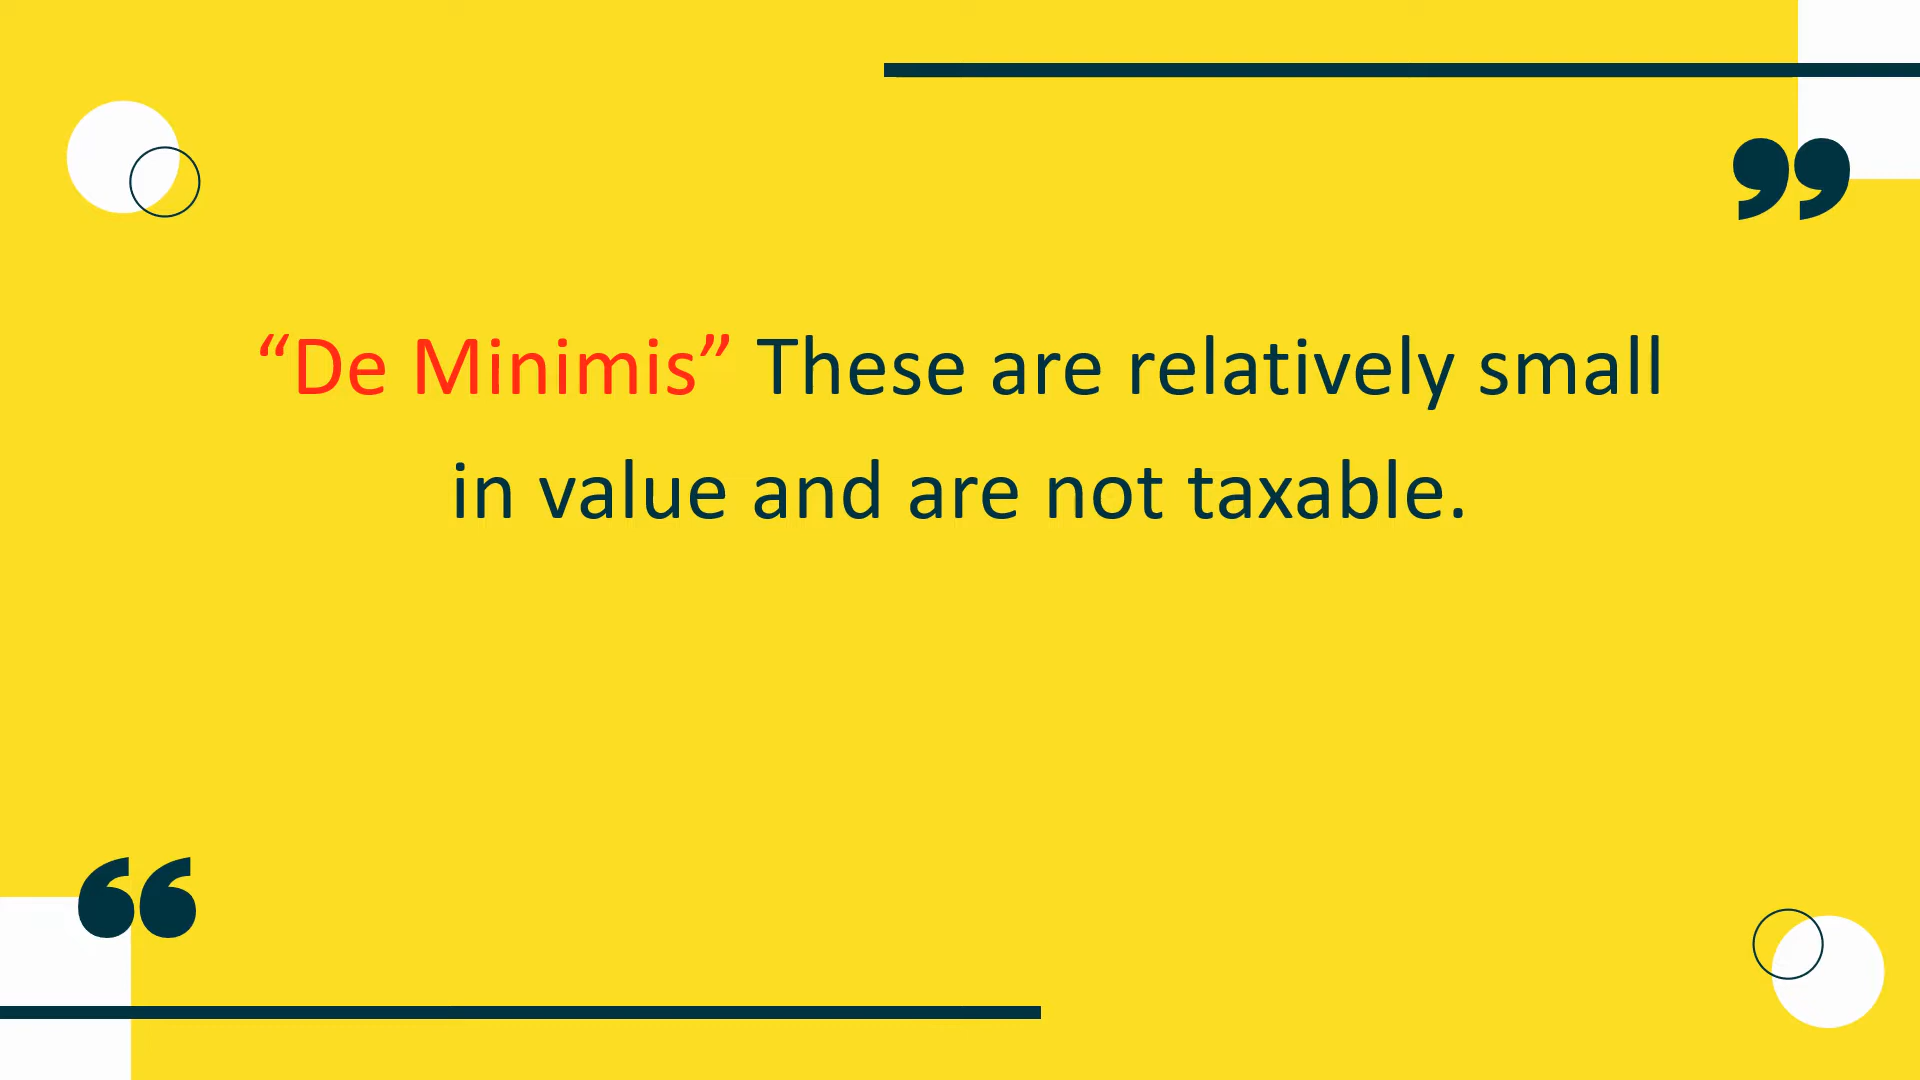 “De Minimis” These are relatively small
in value and are not taxable.